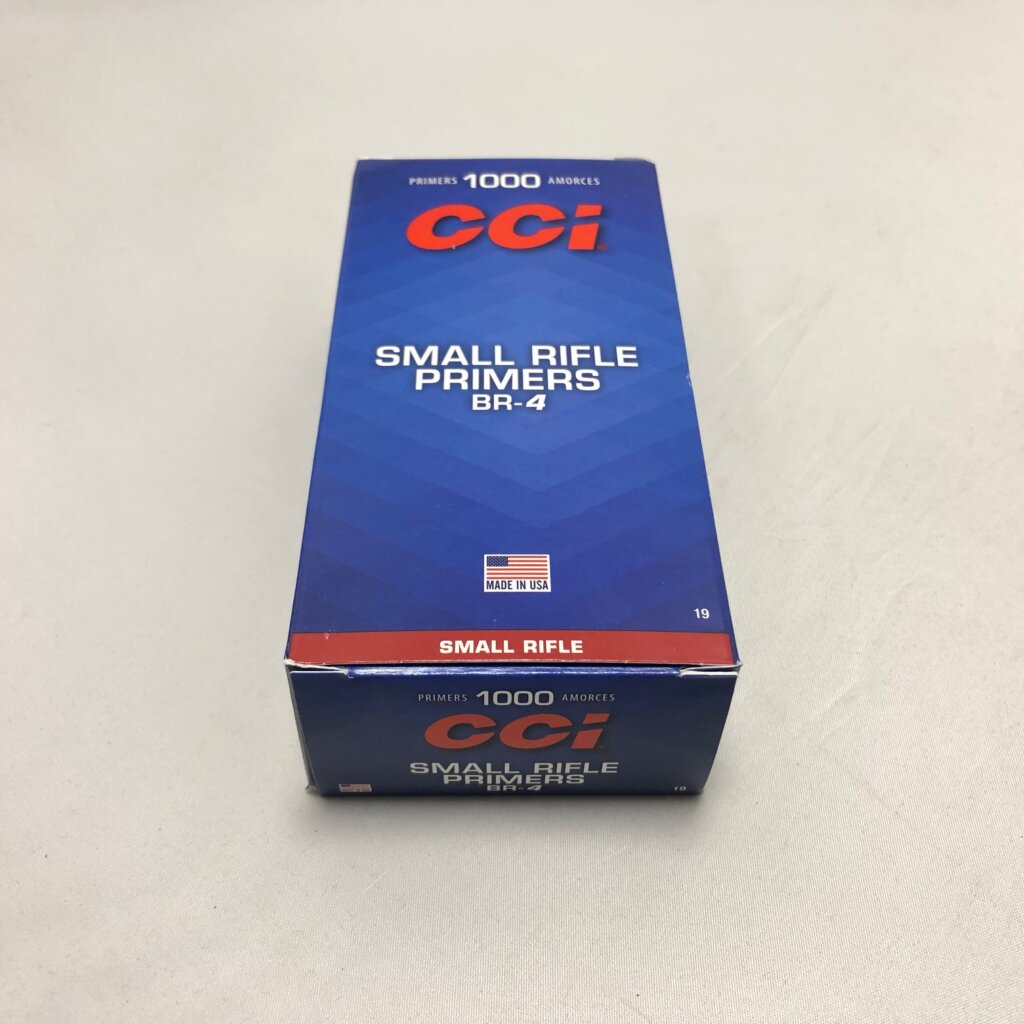 PRIMERS 1000 AMORCES
CCi
SMALL RIFLE
PRIMERS
BR-4
MADE IN USA
19
SMALL RIFLE
PRIMERS 1000 AMORCES
CCi
SMALL RIFLE
PRIMERS
BR-4
19